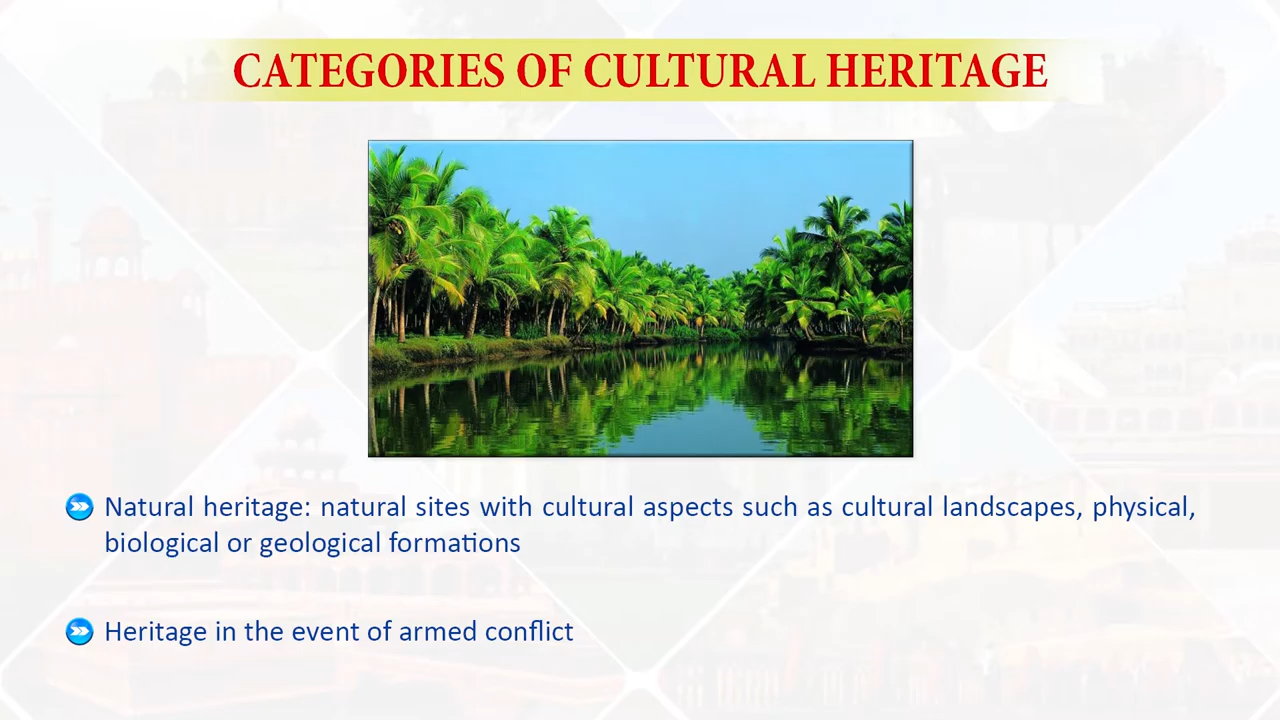 CATEGORIES OF CULTURAL HERITAGE
Natural heritage: natural sites with cultural aspects such as cultural landscapes, physical,
biological or geological formations
Heritage in the event of armed conflict